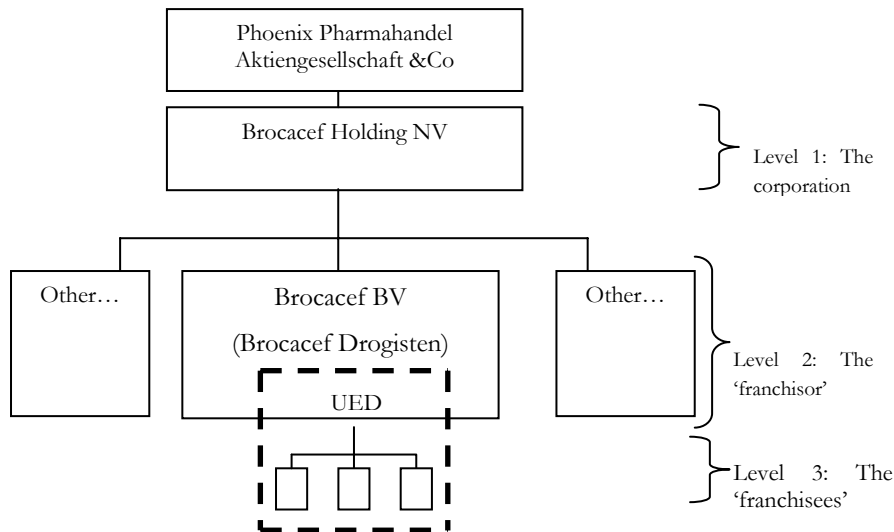 Phoenix Pharmahandel
Aktiengesellschaft &Co
Brocacef Holding NV
Level 1: The
corporation
Other…
Brocacef BV
(Brocacef Drogisten)
UED
Other…
Level 2: The
‘franchisor’
Level 3: The
‘franchisees’